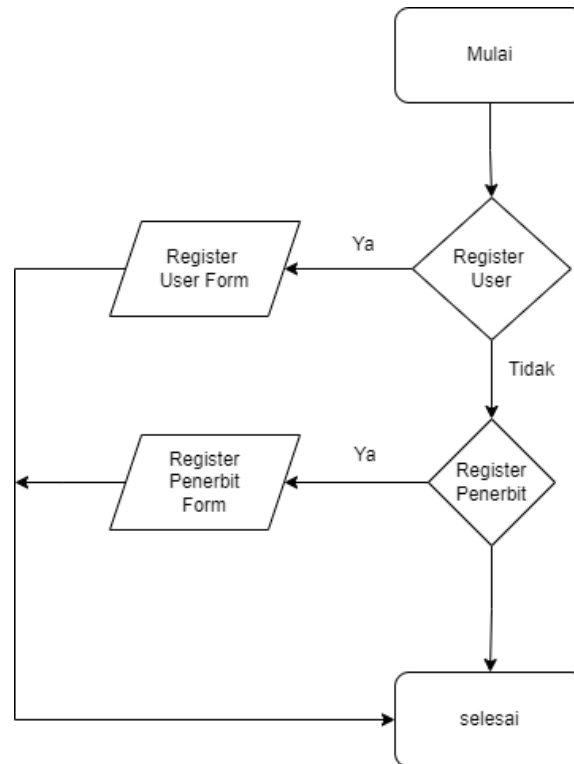 Mulai
Ya
Register
User Form
Register
User
Tidak
Ya
Register
Penerbit
Form
Register
Penerbit
selesai